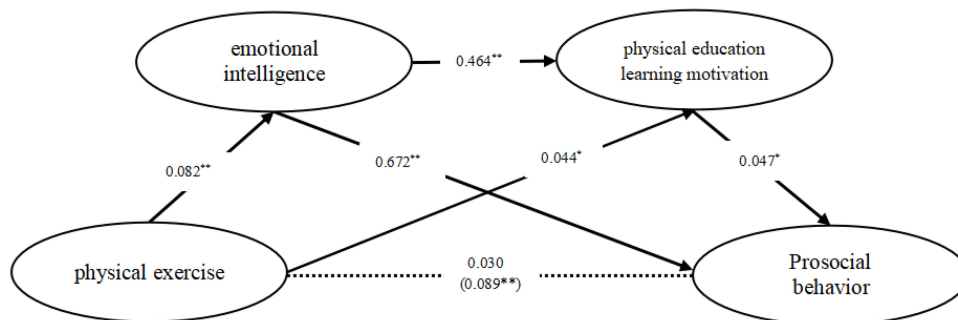 emotional
intelligence
0.464**
physical education
learning motivation
0.082**
0.672**
0.044*
0.047*
physical exercise
0.030
(0.089**)
Prosocial
behavior